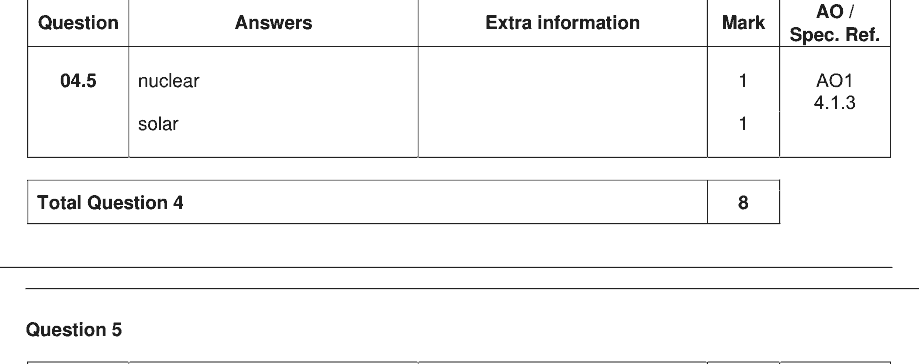 Question Answers Extra information Mark AO /
Spec. Ref.
04.5 nuclear 1 AO1
4.1.3
solar 1
Total Question 4 8
Question 5